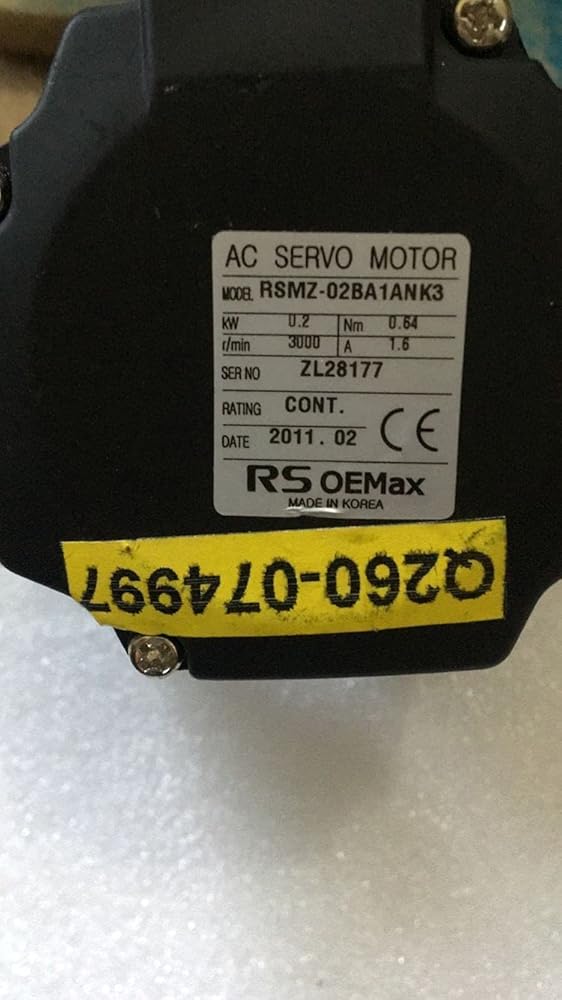 AC SERVO MOTOR
MODEL RSMZ-02BA1ANK3
kW 0.2 Nm 0.64
r/min 3000 A 1.6
SER NO ZL28177
RATING CONT.
DATE 2011.02 CE
RS OEMax
MADE IN KOREA
Q260-074997